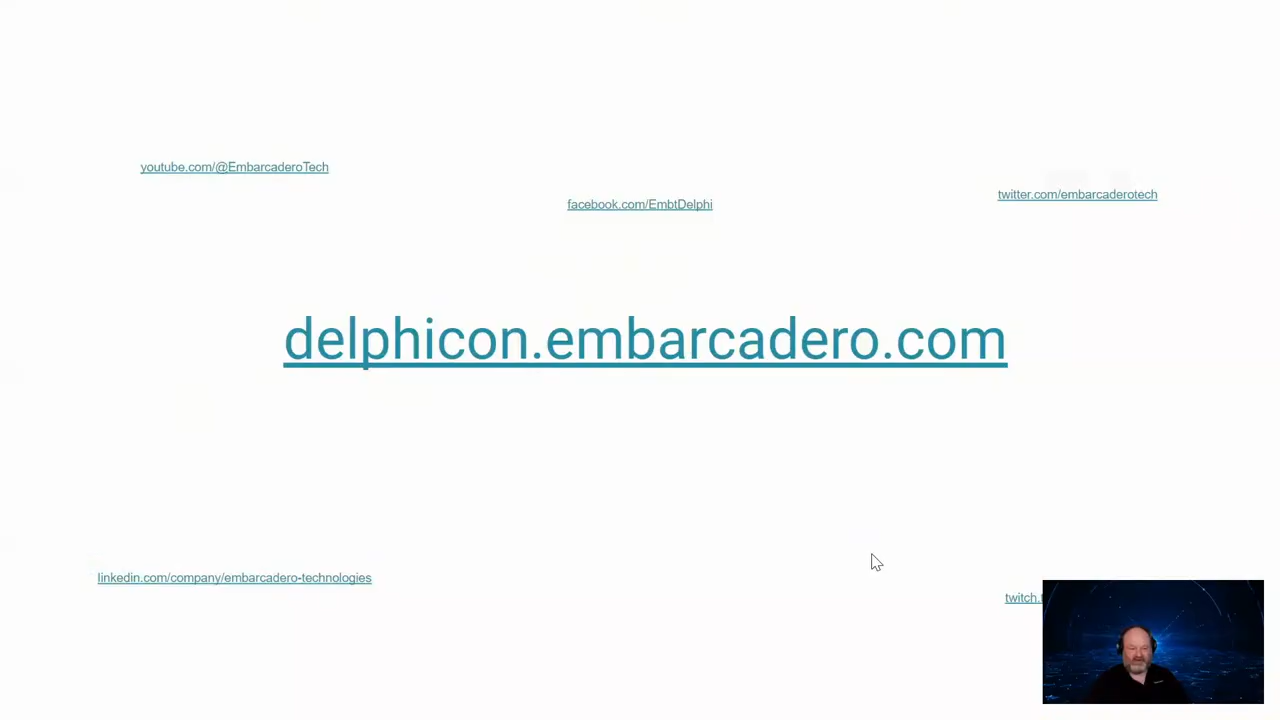 youtube.com/@EmbarcaderoTech
twitter.com/embarcaderotech
facebook.com/EmbtDelphi
delphicon.embarcadero.com
linkedin.com/company/embarcadero-technologies
twitch.